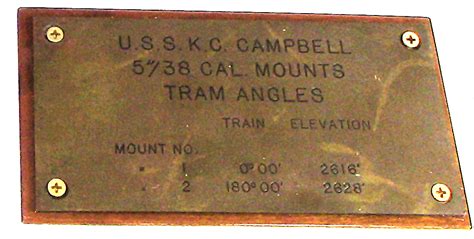 U.S.S. K.C. CAMPBELL
5"/38 CAL. MOUNTS
TRAM ANGLES
TRAIN ELEVATION
MOUNT NO.
" 1 0°00' 2616'
" 2 180°00' 2628'